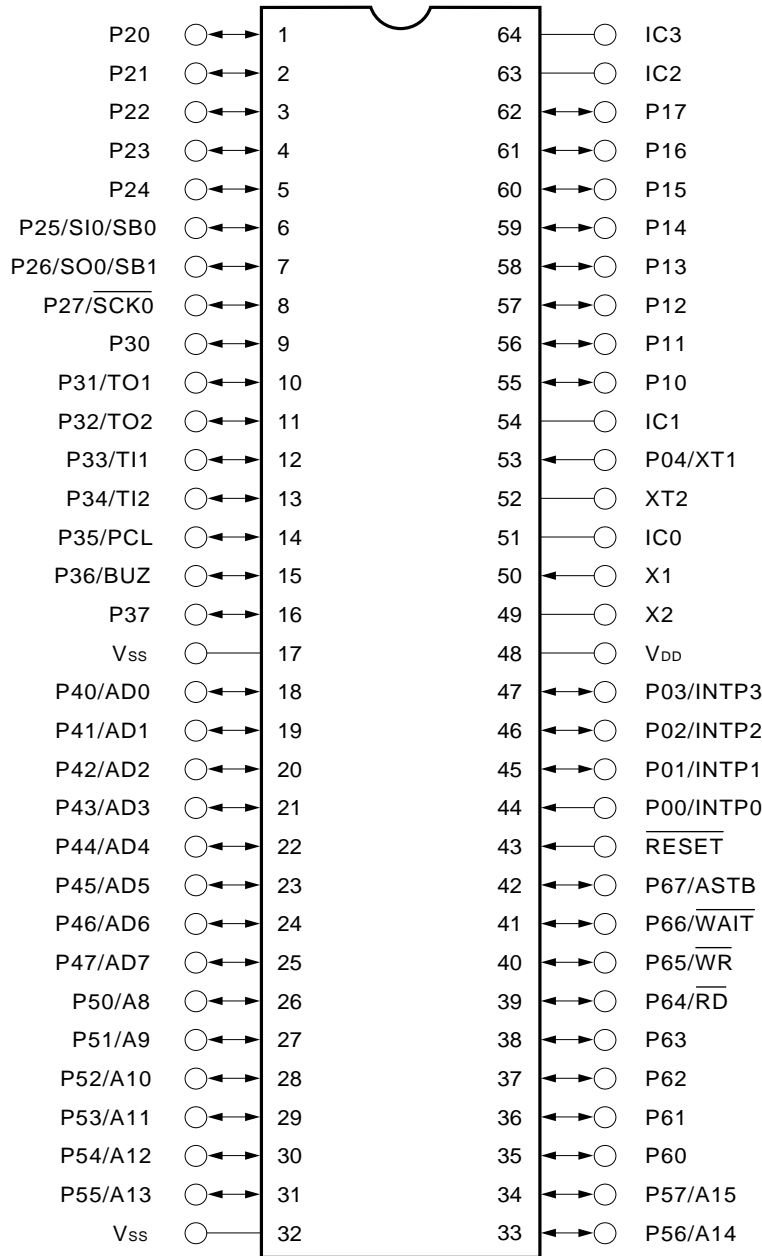 P20 1 64 IC3
P21 2 63 IC2
P22 3 62 P17
P23 4 61 P16
P24 5 60 P15
P25/SI0/SB0 6 59 P14
P26/SO0/SB1 7 58 P13
P27/S̅C̅K̅0̅ 8 57 P12
P30 9 56 P11
P31/TO1 10 55 P10
P32/TO2 11 54 IC1
P33/TI1 12 53 P04/XT1
P34/TI2 13 52 XT2
P35/PCL 14 51 IC0
P36/BUZ 15 50 X1
P37 16 49 X2
Vss 17 48 VDD
P40/AD0 18 47 P03/INTP3
P41/AD1 19 46 P02/INTP2
P42/AD2 20 45 P01/INTP1
P43/AD3 21 44 P00/INTP0
P44/AD4 22 43 R̅E̅S̅E̅T̅
P45/AD5 23 42 P67/ASTB
P46/AD6 24 41 P66/W̅A̅I̅T̅
P47/AD7 25 40 P65/W̅R̅
P50/A8 26 39 P64/R̅D̅
P51/A9 27 38 P63
P52/A10 28 37 P62
P53/A11 29 36 P61
P54/A12 30 35 P60
P55/A13 31 34 P57/A15
Vss 32 33 P56/A14